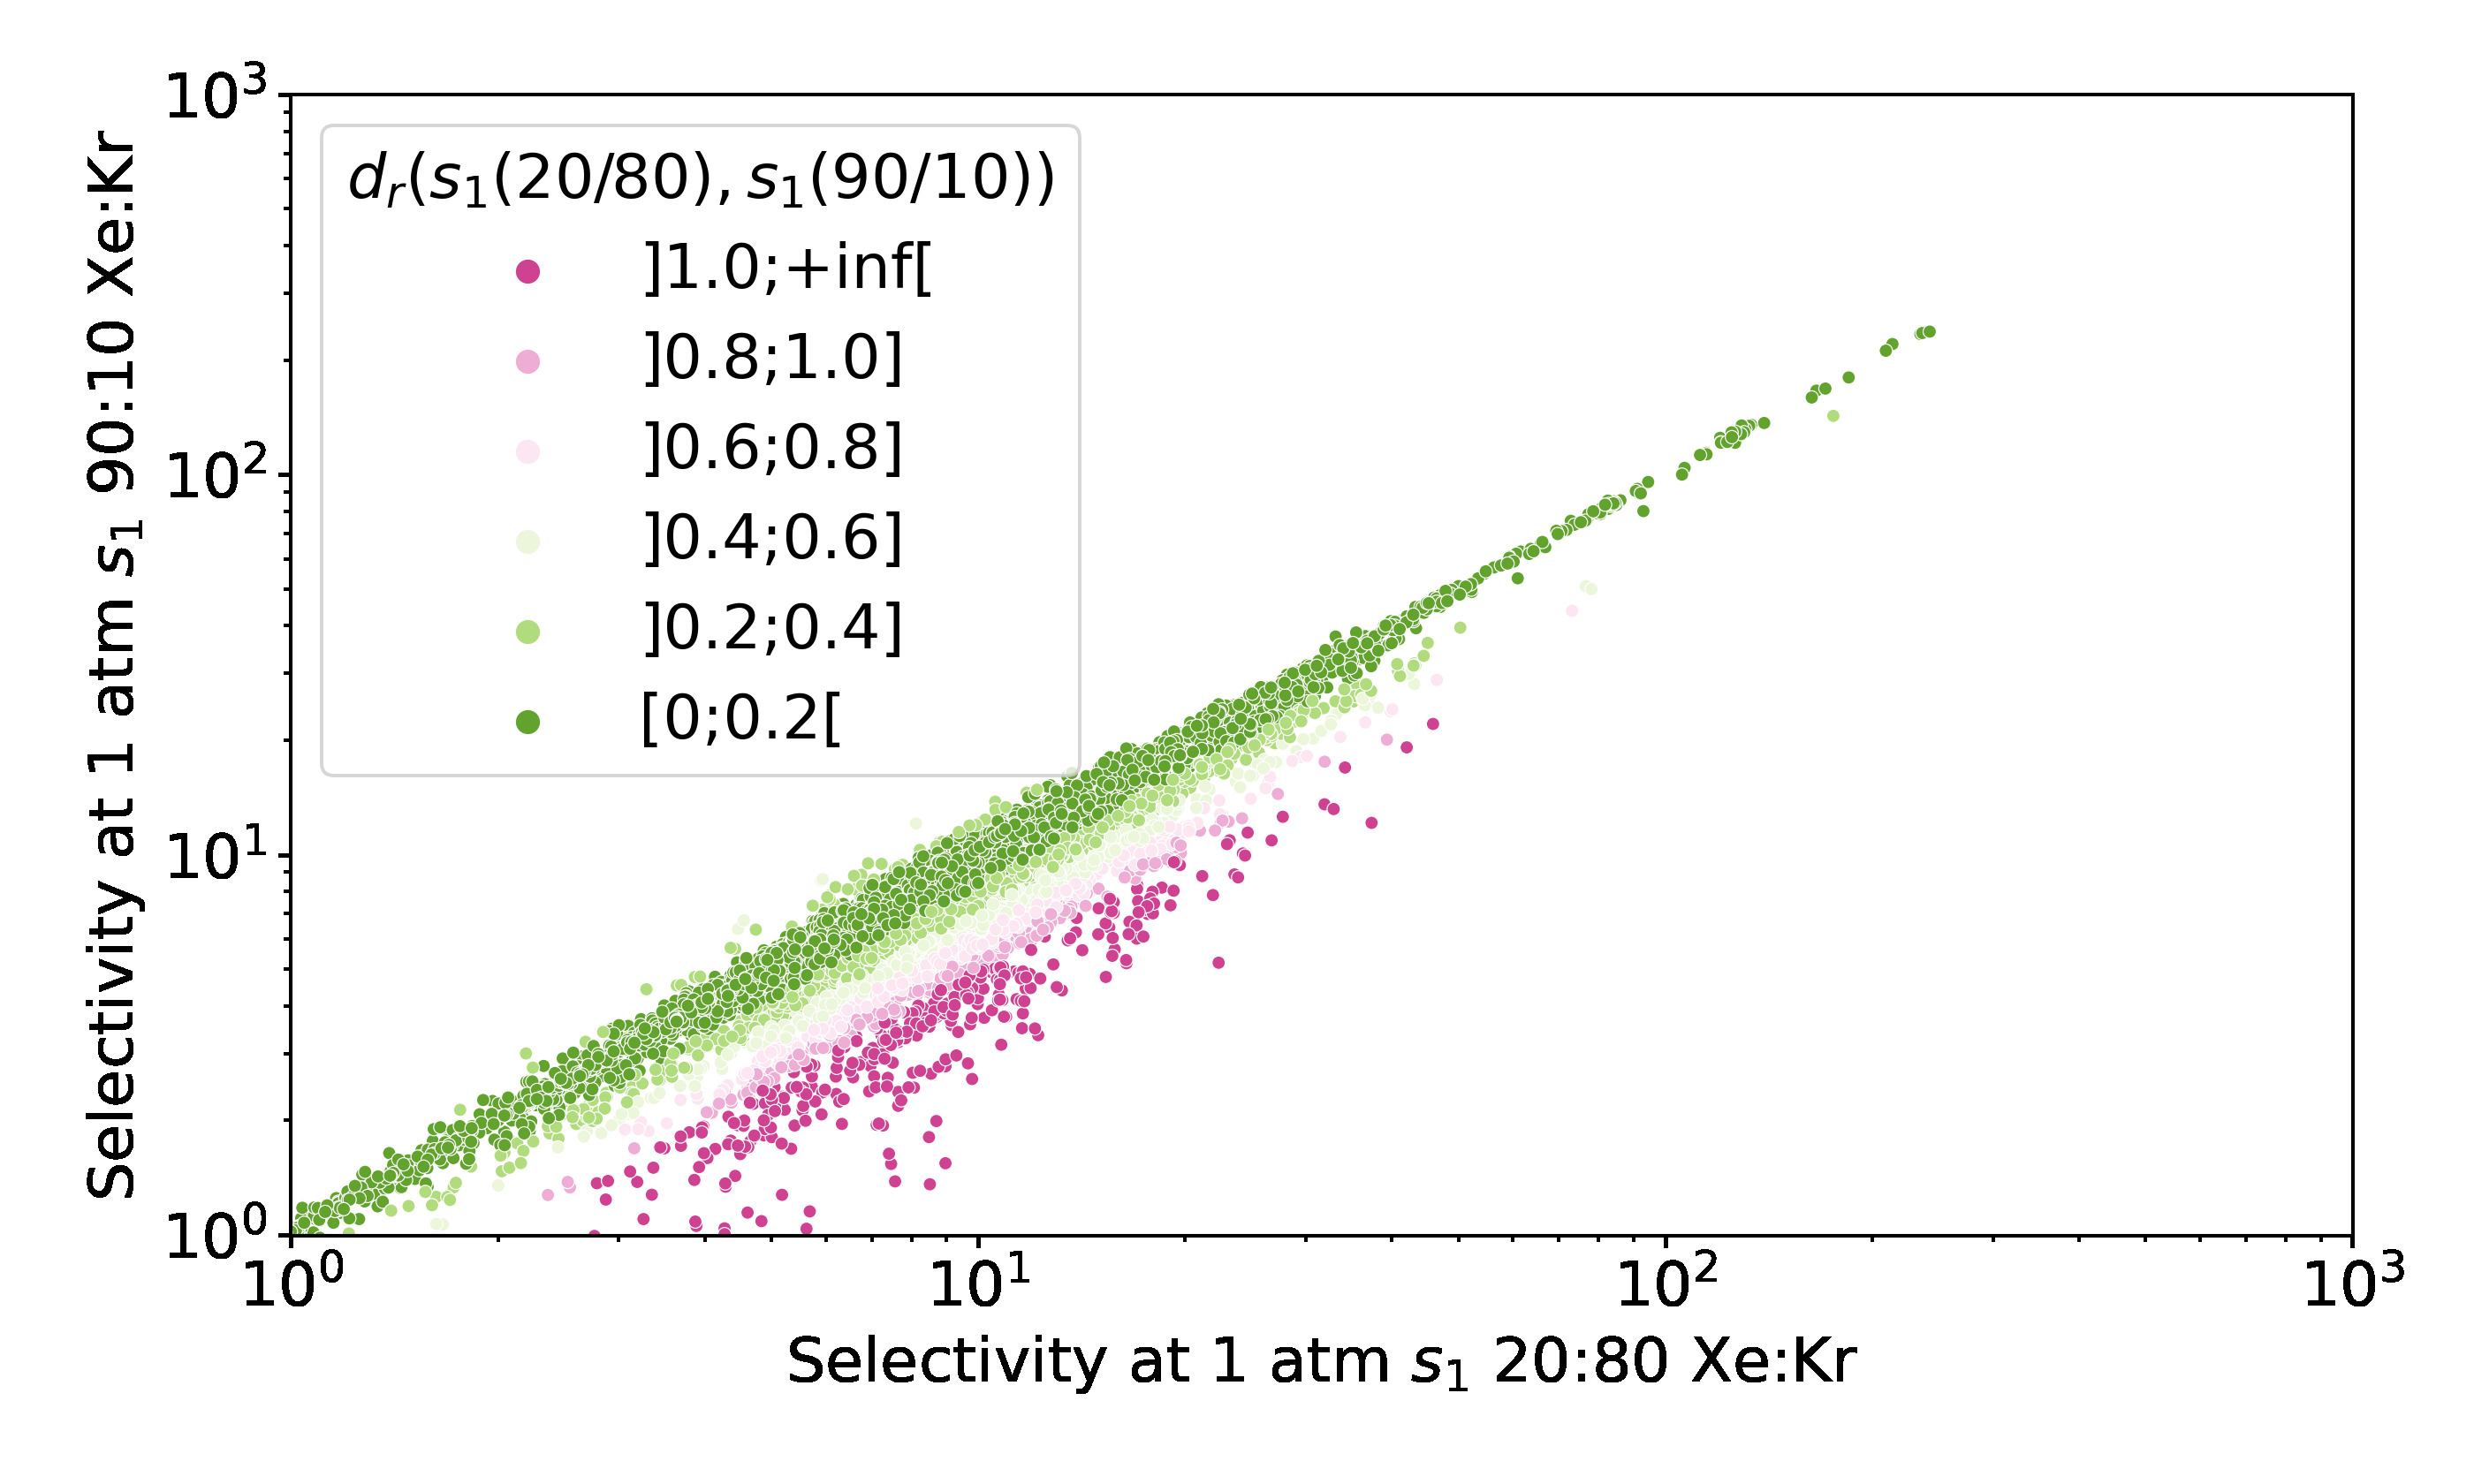 10³
10²
10¹
10⁰
Selectivity at 1 atm s₁ 90:10 Xe:Kr
dᵣ(s₁(20/80), s₁(90/10))
]1.0;+inf[
]0.8;1.0]
]0.6;0.8]
]0.4;0.6]
]0.2;0.4]
[0;0.2[
10⁰ 10¹ 10² 10³
Selectivity at 1 atm s₁ 20:80 Xe:Kr